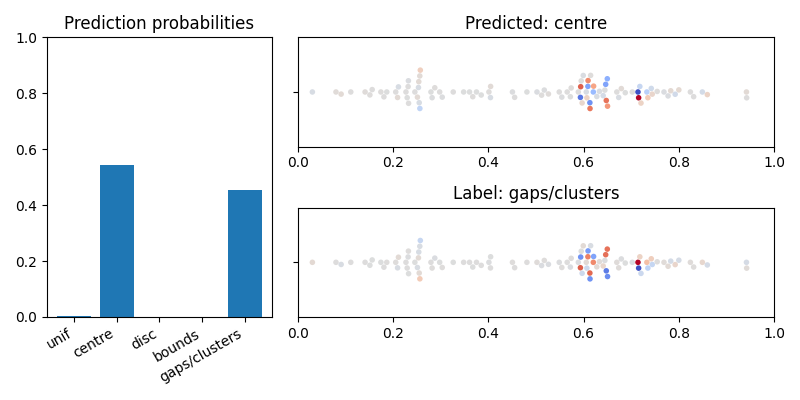 Prediction probabilities
1.0
0.8
0.6
0.4
0.2
0.0
unif
centre
disc
bounds
gaps/clusters
Predicted: centre
0.0 0.2 0.4 0.6 0.8 1.0
Label: gaps/clusters
0.0 0.2 0.4 0.6 0.8 1.0